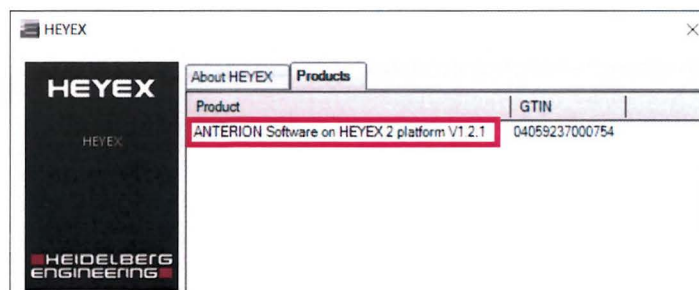 HEYEX
HEYEX
HEYEX
About HEYEX Products
Product GTIN
ANTERION Software on HEYEX 2 platform V1.2.1 04059237000754
HEIDELBERG
ENGINEERING